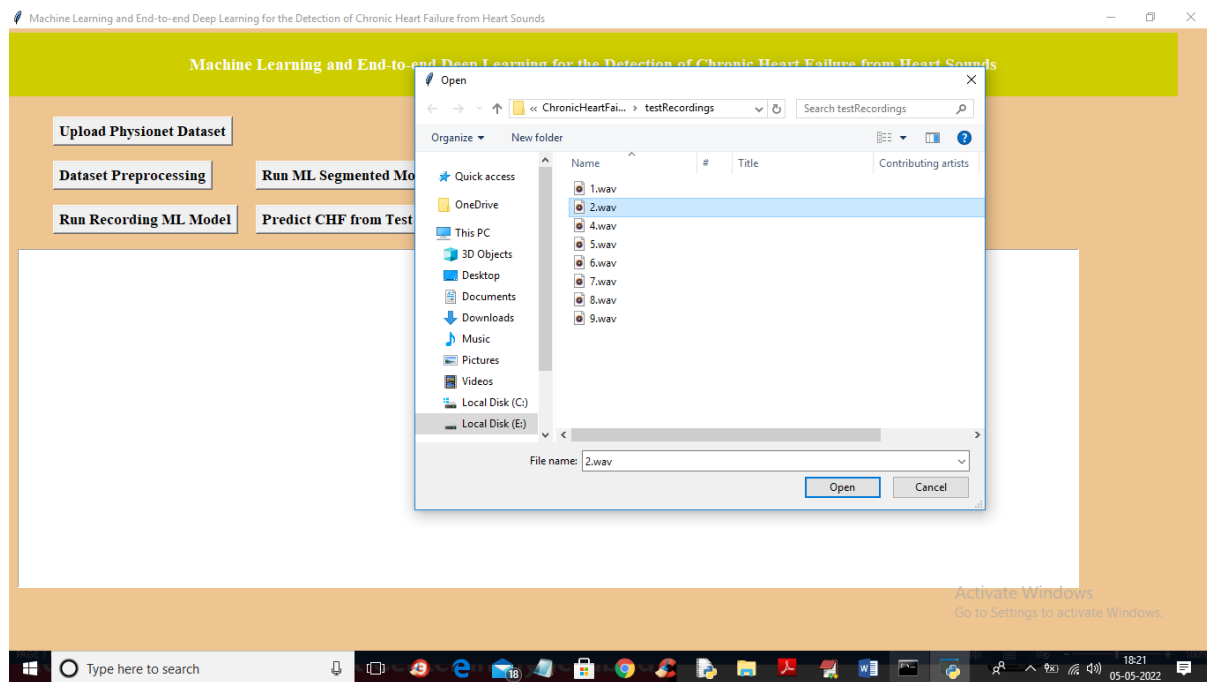 Machine Learning and End-to-end Deep Learning for the Detection of Chronic Heart Failure from Heart Sounds
Machine Learning and End-to-end Deep Learning for the Detection of Chronic Heart Failure from Heart Sounds
Upload Physionet Dataset
Dataset Preprocessing
Run ML Segmented Mo
Run Recording ML Model
Predict CHF from Test
Open
« ChronicHeartFai... › testRecordings
Search testRecordings
Organize
New folder
Quick access
OneDrive
This PC
3D Objects
Desktop
Documents
Downloads
Music
Pictures
Videos
Local Disk (C:)
Local Disk (E:)
Name # Title Contributing artists
1.wav
2.wav
4.wav
5.wav
6.wav
7.wav
8.wav
9.wav
File name: 2.wav
Open Cancel
Activate Windows
Go to Settings to activate Windows.
Type here to search
18
18:21
05-05-2022